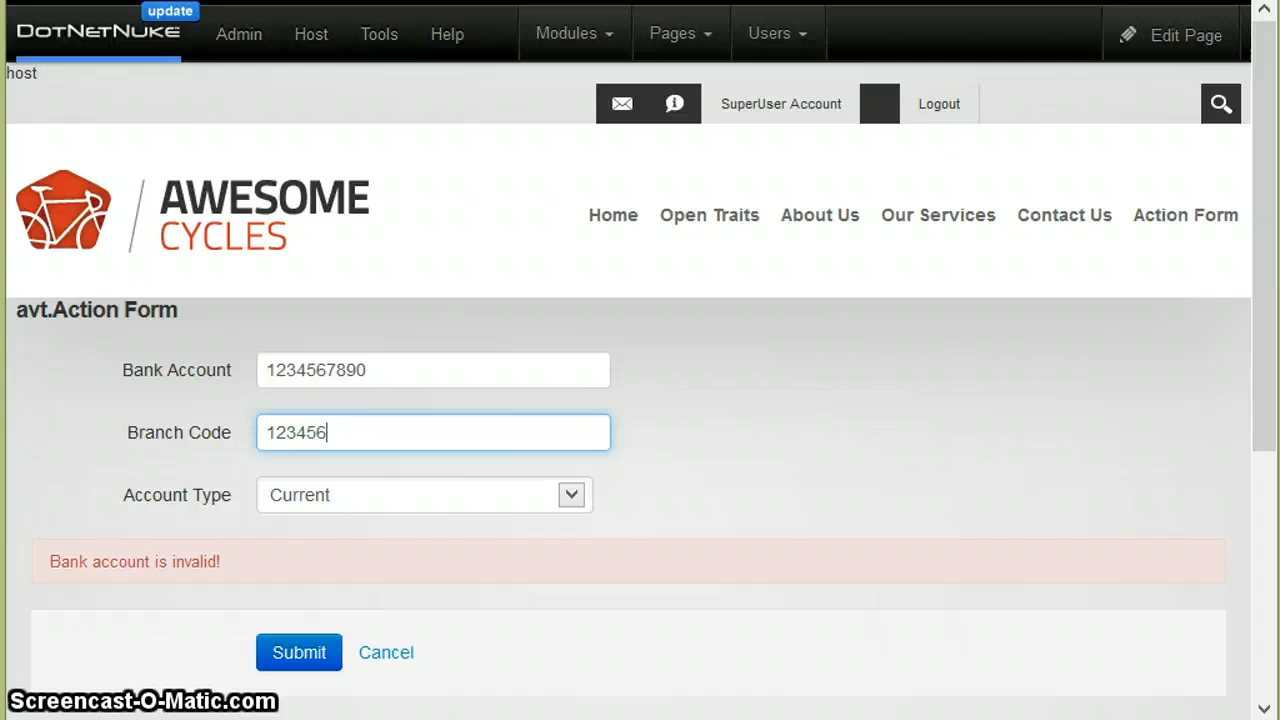 update
DOTNETNUKE Admin Host Tools Help Modules Pages Users Edit Page
host
SuperUser Account Logout
AWESOME
CYCLES
Home Open Traits About Us Our Services Contact Us Action Form
avt.Action Form
Bank Account 1234567890
Branch Code 123456
Account Type Current
Bank account is invalid!
Submit Cancel
Screencast-O-Matic.com